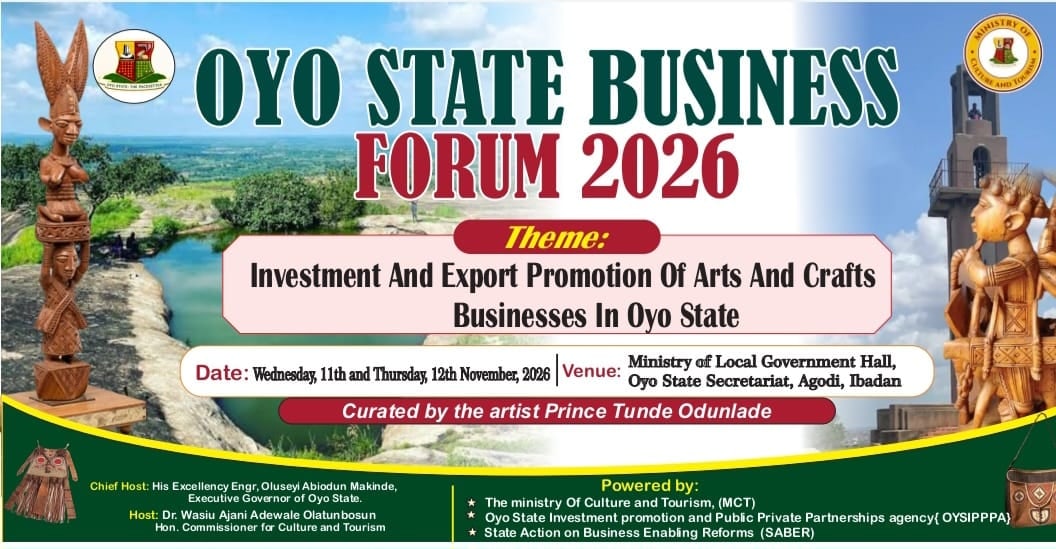 OYO STATE: THE PACESETTER
MINISTRY OF
CULTURE AND TOURISM
OYO STATE BUSINESS
FORUM 2026
Theme:
Investment And Export Promotion Of Arts And Crafts
Businesses In Oyo State
Date: Wednesday, 11th and Thursday, 12th November, 2026
Venue: Ministry of Local Government Hall,
Oyo State Secretariat, Agodi, Ibadan
Curated by the artist Prince Tunde Odunlade
Chief Host: His Excellency Engr, Oluseyi Abiodun Makinde,
Executive Governor of Oyo State.
Host: Dr. Wasiu Ajani Adewale Olatunbosun
Hon. Commissioner for Culture and Tourism
Powered by:
★ The ministry Of Culture and Tourism, (MCT)
★ Oyo State Investment promotion and Public Private Partnerships agency{ OYSIPPPA}
★ State Action on Business Enabling Reforms (SABER)